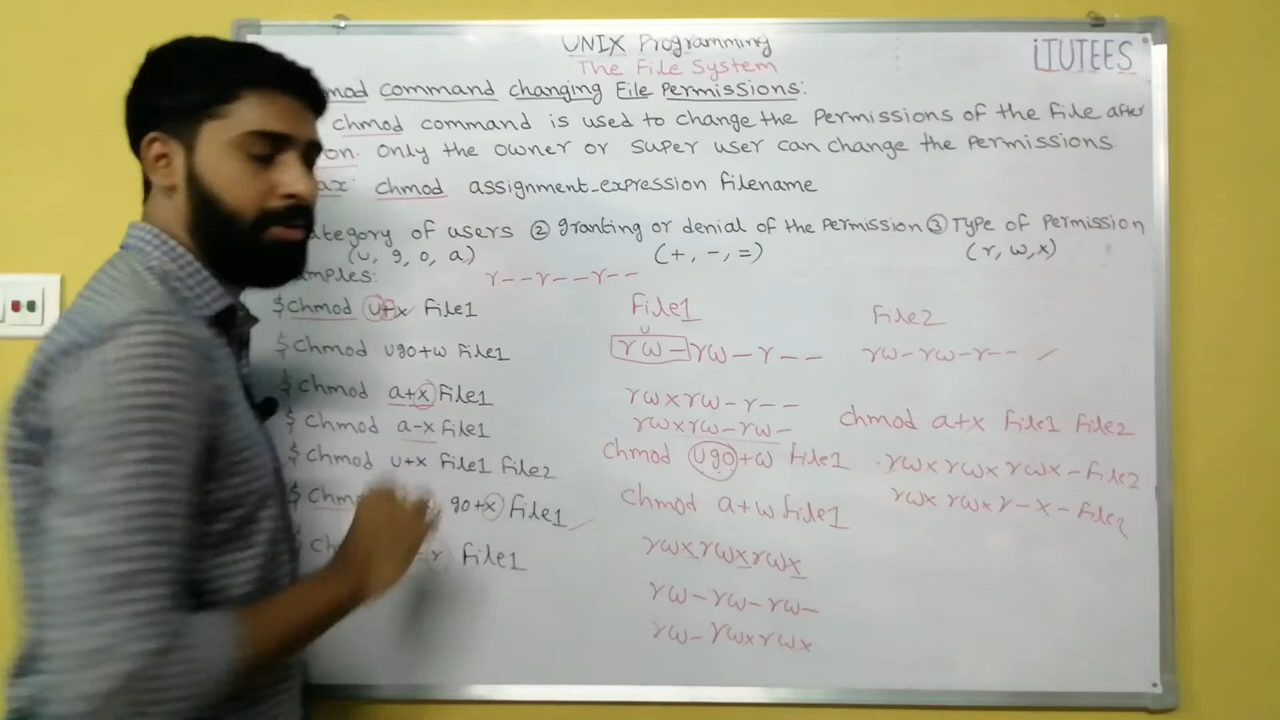 UNIX Programming
iTUTEES
The File System
mod command changing File Permissions:
chmod command is used to change the Permissions of the File after
on. only the owner or super user can change the Permissions.
ax: chmod assignment_expression filename
ategory of users ② granting or denial of the Permission ③ Type of Permission
(u, g, o, a) (+, -, =) (r, w, x)
amples: r--r--r--
$chmod u+x File1
File1
File2
u
$chmod ugo+w File1
rw-rw-r--
rw-rw-r--
$chmod a+x File1
rwxrw-r--
$chmod a-x File1
rwxrw-rw-
chmod a+x File1 File2
$chmod u+x File1 File2
chmod ugo+w File1
rwxrwxrwx - File2
go+x File1
chmod a+w file1
rwxrwxr-x - File2
r File1
rwxrwxrwx
rw-rw-rw-
rw-rwxrwx